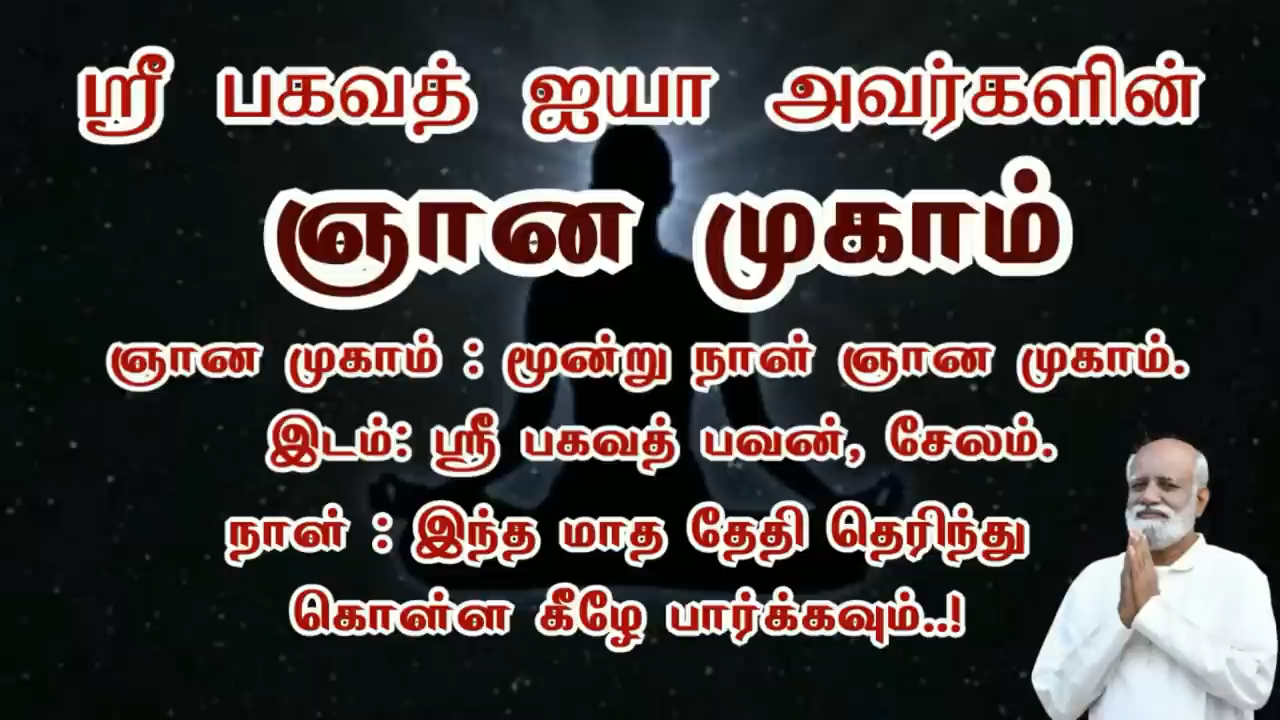 ஸ்ரீ பகவத் ஐயா அவர்களின்
ஞான முகாம்
ஞான முகாம் : மூன்று நாள் ஞான முகாம்.
இடம்: ஸ்ரீ பகவத் பவன், சேலம்.
நாள் : இந்த மாத தேதி தெரிந்து
கொள்ள கீழே பார்க்கவும்..!